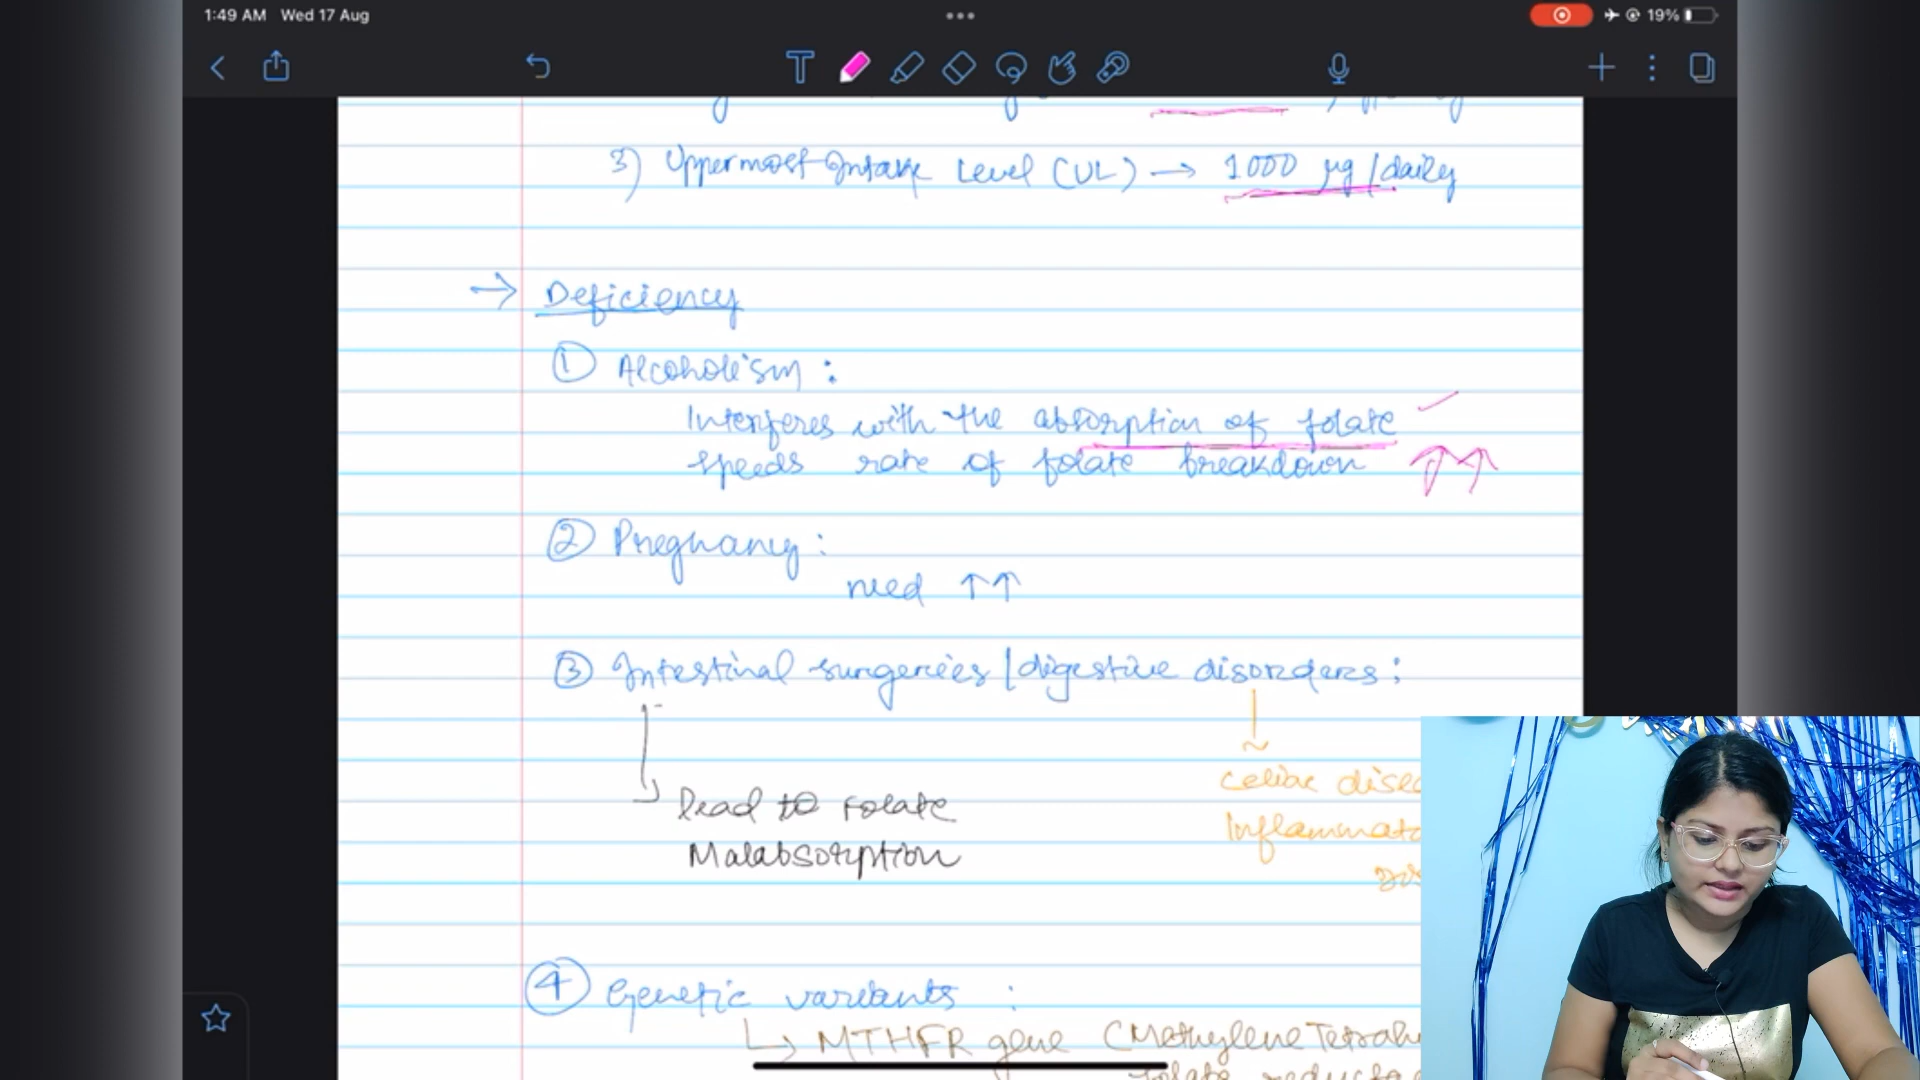 1:49 AM Wed 17 Aug
19%
3) Uppermost Intake Level (UL) → 1000 µg/daily
→ Deficiency
① Alcoholism :
Interferes with the absorption of folate
speeds rate of folate breakdown ↑↑
② Pregnancy :
need ↑↑
③ Intestinal surgeries / digestive disorders :
lead to Folate
Malabsorption
celiac
④ Genetic variants :
↳ MTHFR gene (Methylene